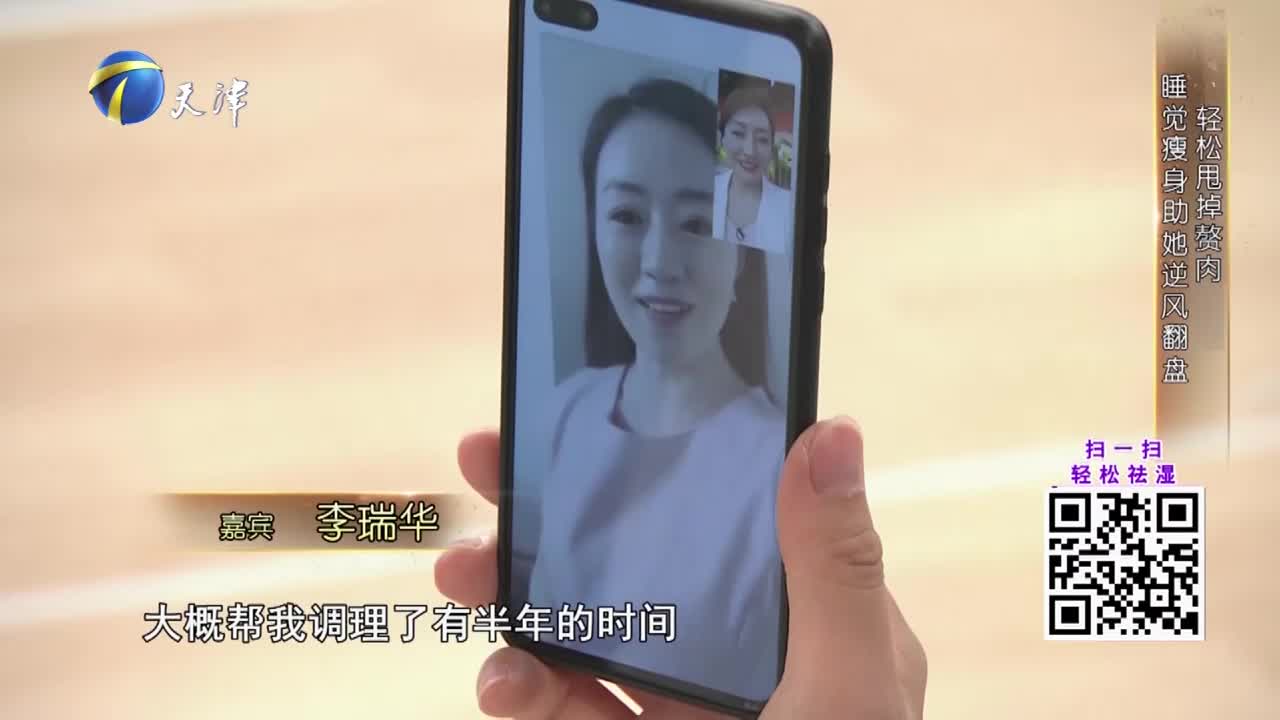 天津
轻松甩掉赘肉
睡觉瘦身助她逆风翻盘
扫一扫
轻松祛湿
嘉宾 李瑞华
大概帮我调理了有半年的时间